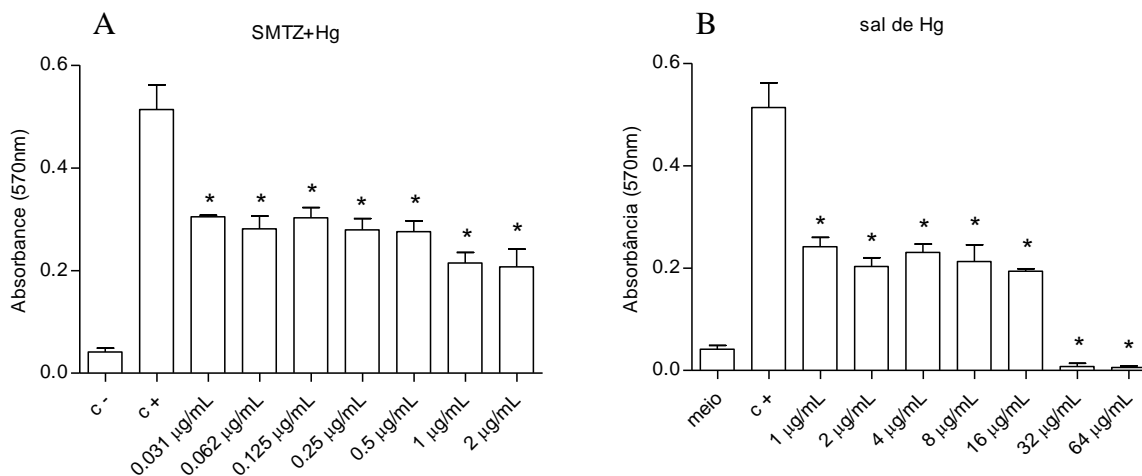 A
SMTZ+Hg
Absorbance (570nm)
0.6
0.4
0.2
0.0
c -
c +
0.031 µg/mL
0.062 µg/mL
0.125 µg/mL
0.25 µg/mL
0.5 µg/mL
1 µg/mL
2 µg/mL
* * * * * * *
B
sal de Hg
Absorbância (570nm)
0.6
0.4
0.2
0.0
meio
c +
1 µg/mL
2 µg/mL
4 µg/mL
8 µg/mL
16 µg/mL
32 µg/mL
64 µg/mL
* * * * * * *